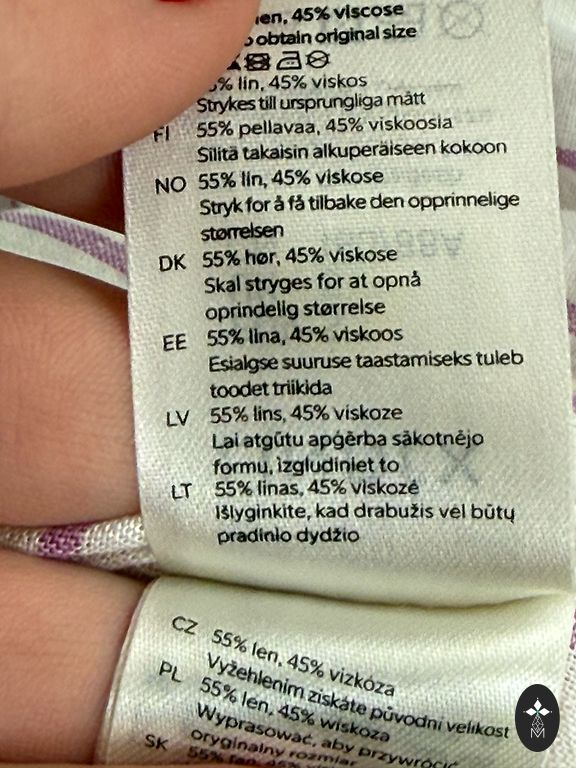 45% viscose
obtain original size
% lin, 45% viskos
Strykes till ursprungliga mått
FI 55% pellavaa, 45% viskoosia
Silitä takaisin alkuperäiseen kokoon
NO 55% lin, 45% viskose
Stryk for å få tilbake den opprinnelige
størrelsen
DK 55% hør, 45% viskose
Skal stryges for at opnå
oprindelig størrelse
EE 55% lina, 45% viskoos
Esialgse suuruse taastamiseks tuleb
toodet triikida
LV 55% lins, 45% viskoze
Lai atgūtu apģērba sākotnējo
formu, izgludiniet to
LT 55% linas, 45% viskozė
Išlyginkite, kad drabužis vėl būtų
pradinio dydžio
CZ 55% len, 45% vizkóza
Vyžehlením získáte původní velikost
PL 55% len, 45% wiskoza
Wyprasować, aby przywrócić
oryginalny rozmiar
SK 55% ľan, 45%
M